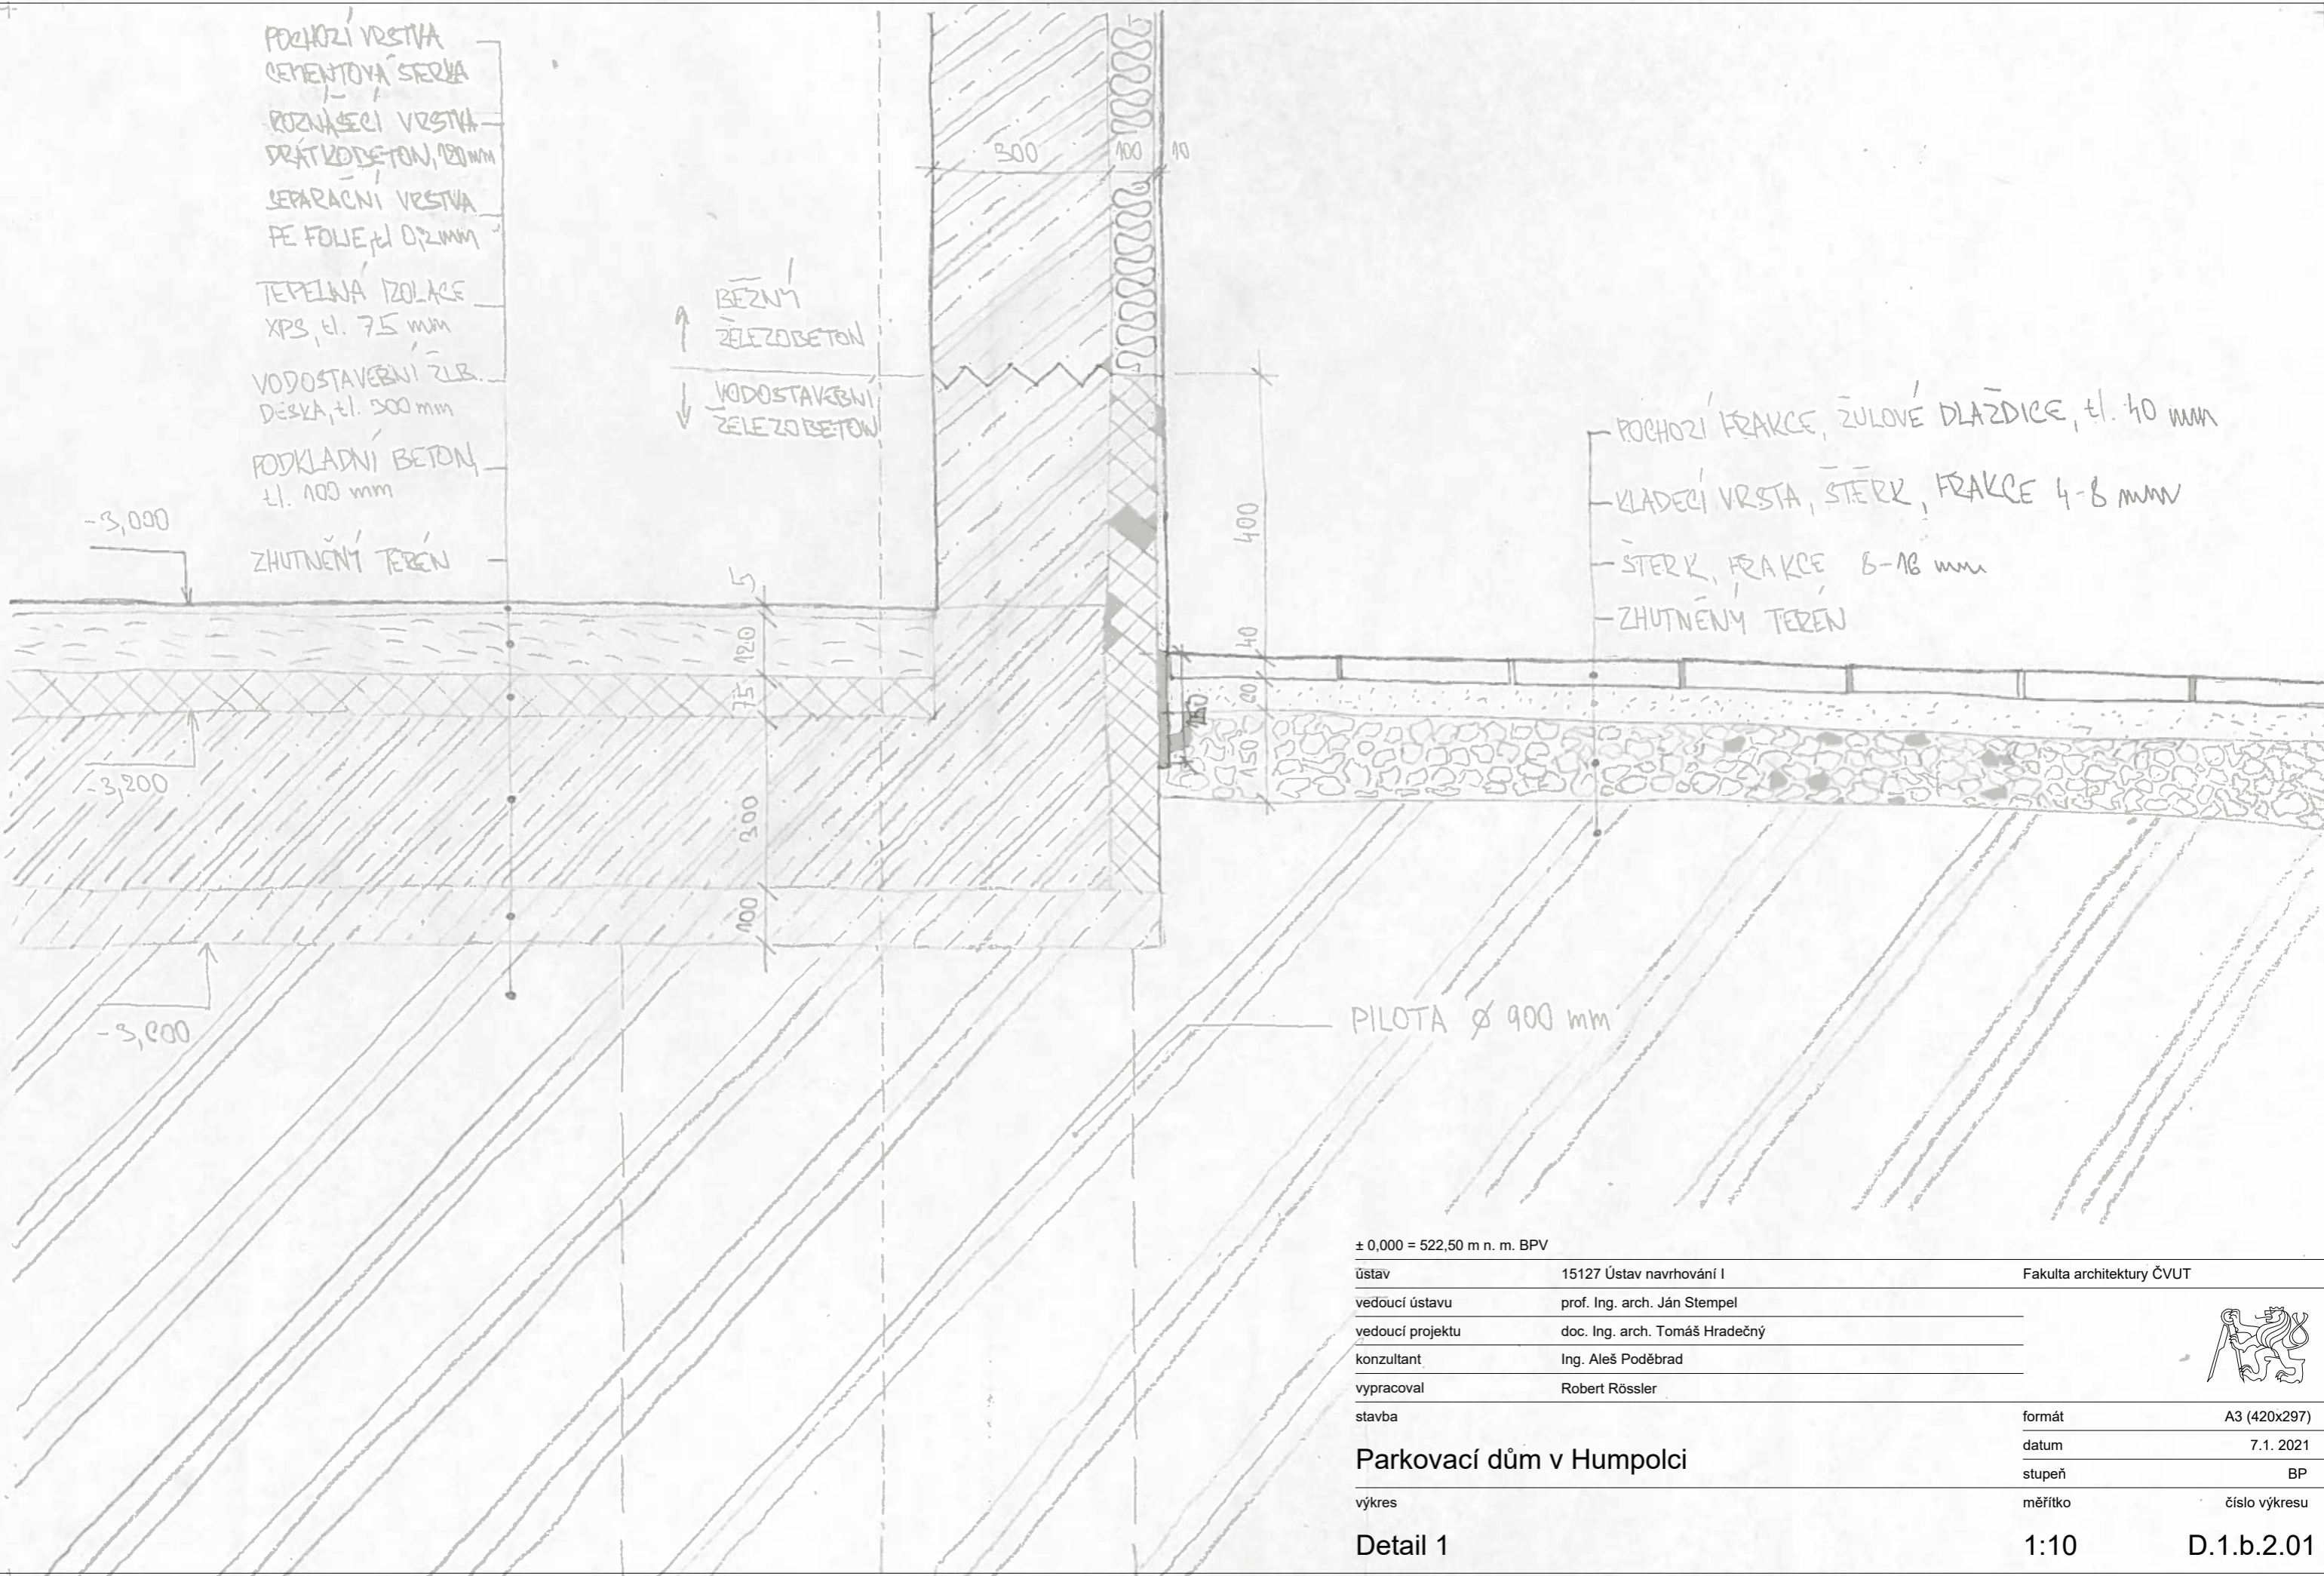 POCHOZÍ VRSTVA
CEMENTOVÁ STĚRKA
ROZNÁŠECÍ VRSTVA
DRÁTKOBETON, 120 mm
SEPARAČNÍ VRSTVA
PE FOLIE, tl 0,2 mm
TEPELNÁ IZOLACE
XPS, tl. 75 mm
VODOSTAVEBNÍ ŽLB.
DESKA, tl. 300 mm
PODKLADNÍ BETON,
tl. 100 mm
ZHUTNĚNÝ TERÉN
-3,000
-3,200
-3,600
BĚŽNÝ
ŽELEZOBETON
VODOSTAVEBNÍ
ŽELEZOBETON
300
100
10
5
120
75
300
100
400
40
60
150
150
POCHOZÍ FRAKCE, ŽULOVÉ DLAŽDICE, tl. 40 mm
KLADECÍ VRSTA, ŠTĚRK, FRAKCE 4-8 mm
ŠTĚRK, FRAKCE 8-16 mm
ZHUTNĚNÝ TERÉN
PILOTA Ø 900 mm
± 0,000 = 522,50 m n. m. BPV
ústav 15127 Ústav navrhování I Fakulta architektury ČVUT
vedoucí ústavu prof. Ing. arch. Ján Stempel
vedoucí projektu doc. Ing. arch. Tomáš Hradečný
konzultant Ing. Aleš Poděbrad
vypracoval Robert Rössler
stavba formát A3 (420x297)
Parkovací dům v Humpolci datum 7.1. 2021
stupeň BP
výkres měřítko číslo výkresu
Detail 1 1:10 D.1.b.2.01